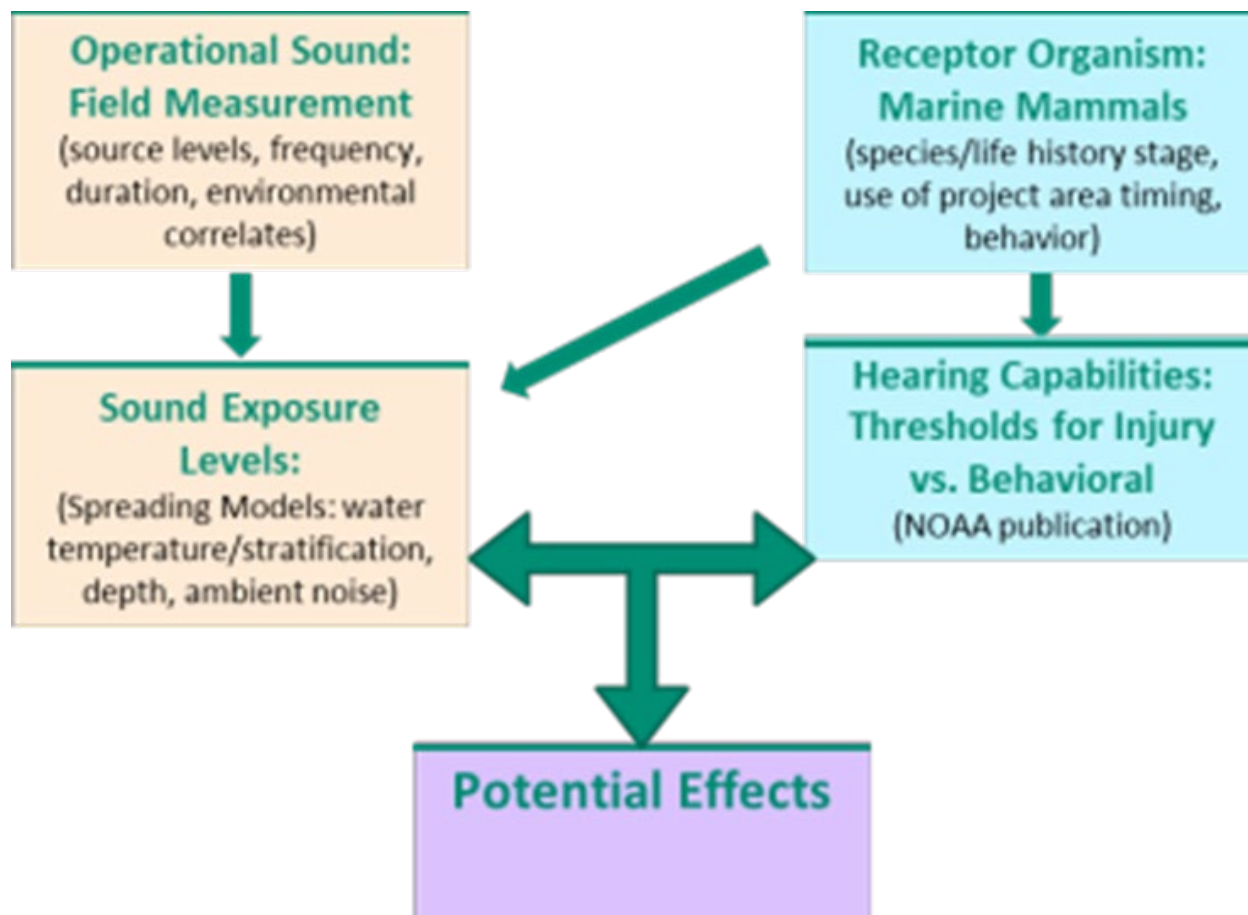 Operational Sound:
Field Measurement
(source levels, frequency,
duration, environmental
correlates)
Receptor Organism:
Marine Mammals
(species/life history stage,
use of project area timing,
behavior)
Sound Exposure
Levels:
(Spreading Models: water
temperature/stratification,
depth, ambient noise)
Hearing Capabilities:
Thresholds for Injury
vs. Behavioral
(NOAA publication)
Potential Effects